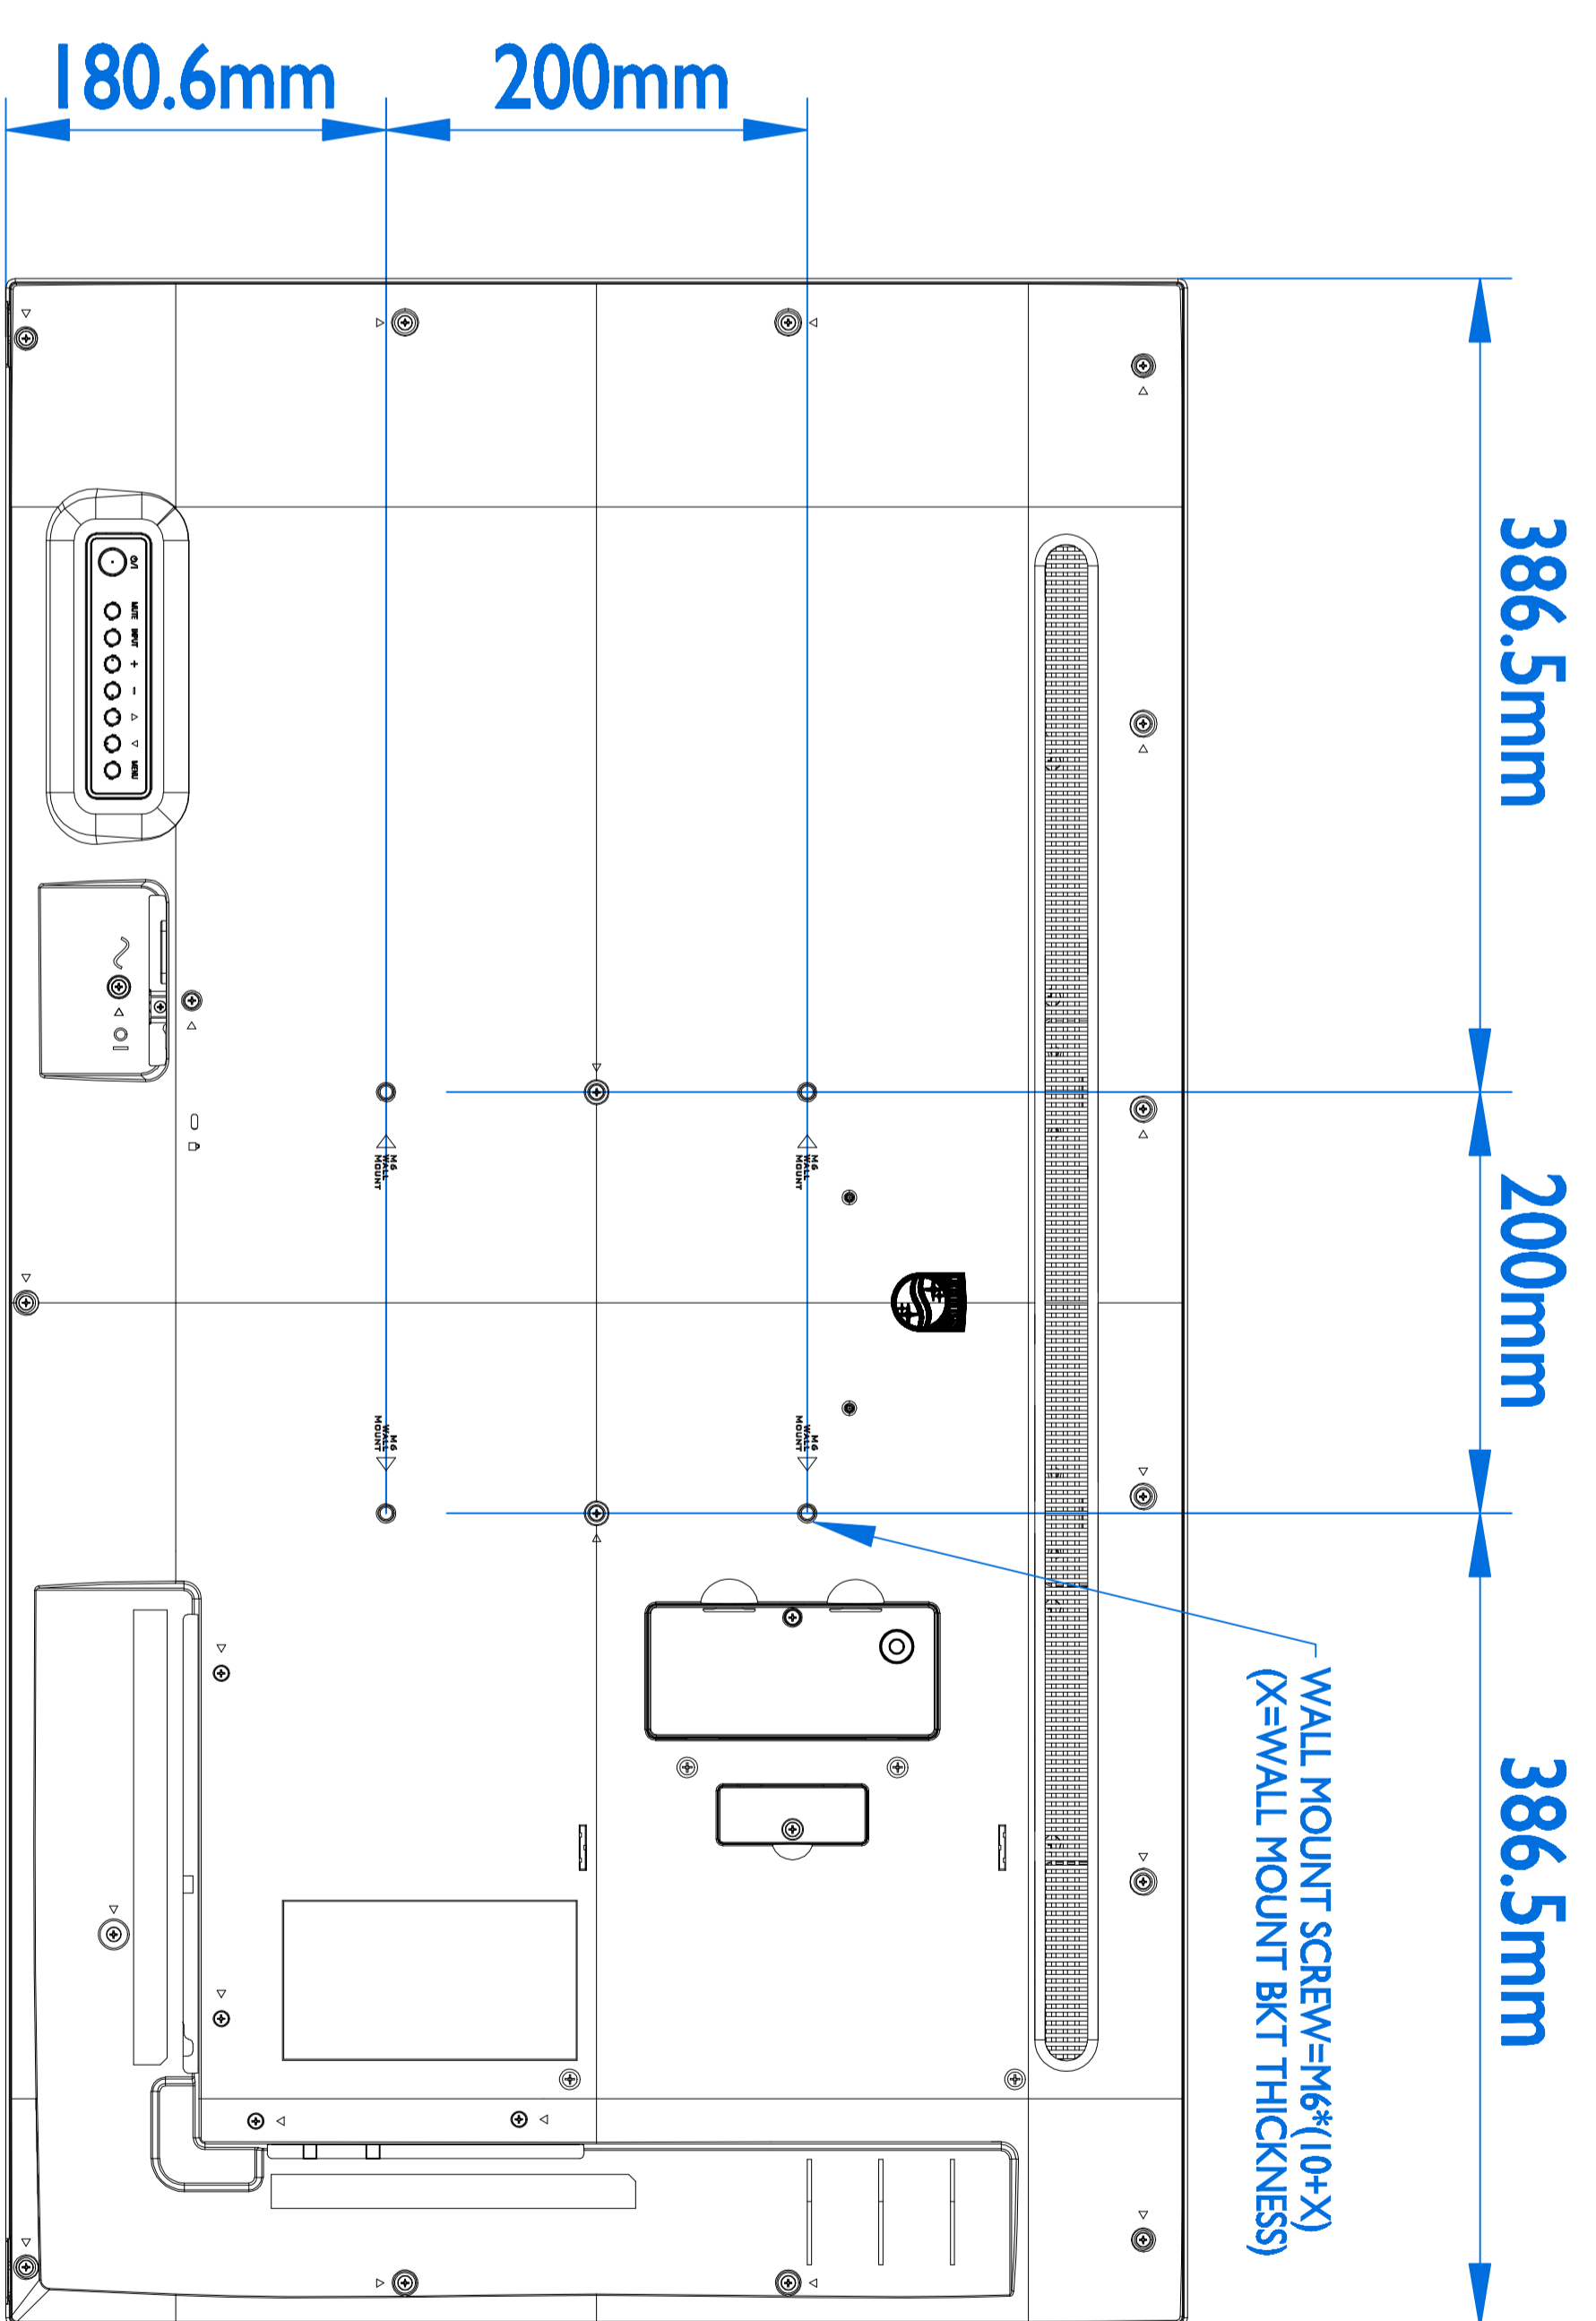 180.6mm
200mm
386.5mm
200mm
386.5mm
WALL MOUNT SCREW=M6*(10+X)
(X=WALL MOUNT BKT THICKNESS)
MUTE
INPUT
+
-
MENU
M6
WALL
MOUNT
M6
WALL
MOUNT
M6
WALL
MOUNT
M6
WALL
MOUNT